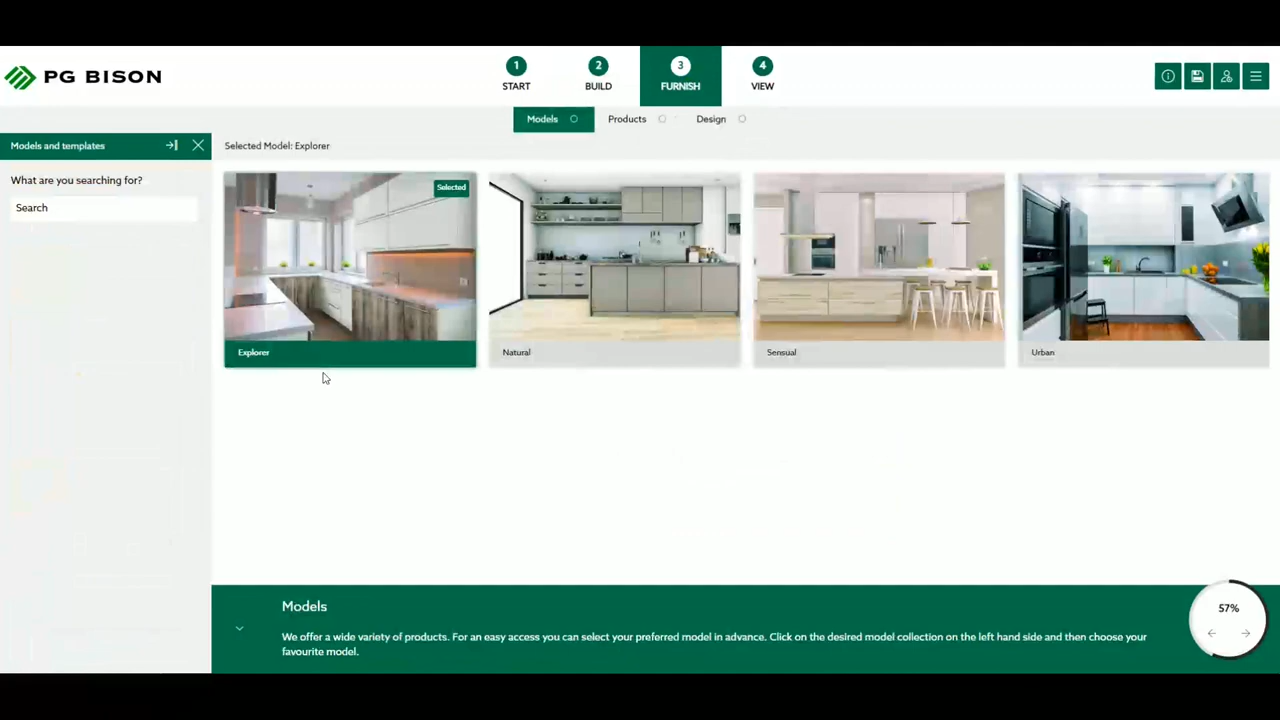 PG BISON
1
START
2
BUILD
3
FURNISH
4
VIEW
Models
Products
Design
Models and templates
What are you searching for?
Search
Selected Model: Explorer
Selected
Explorer
Natural
Sensual
Urban
Models
We offer a wide variety of products. For an easy access you can select your preferred model in advance. Click on the desired model collection on the left hand side and then choose your
favourite model.
57%